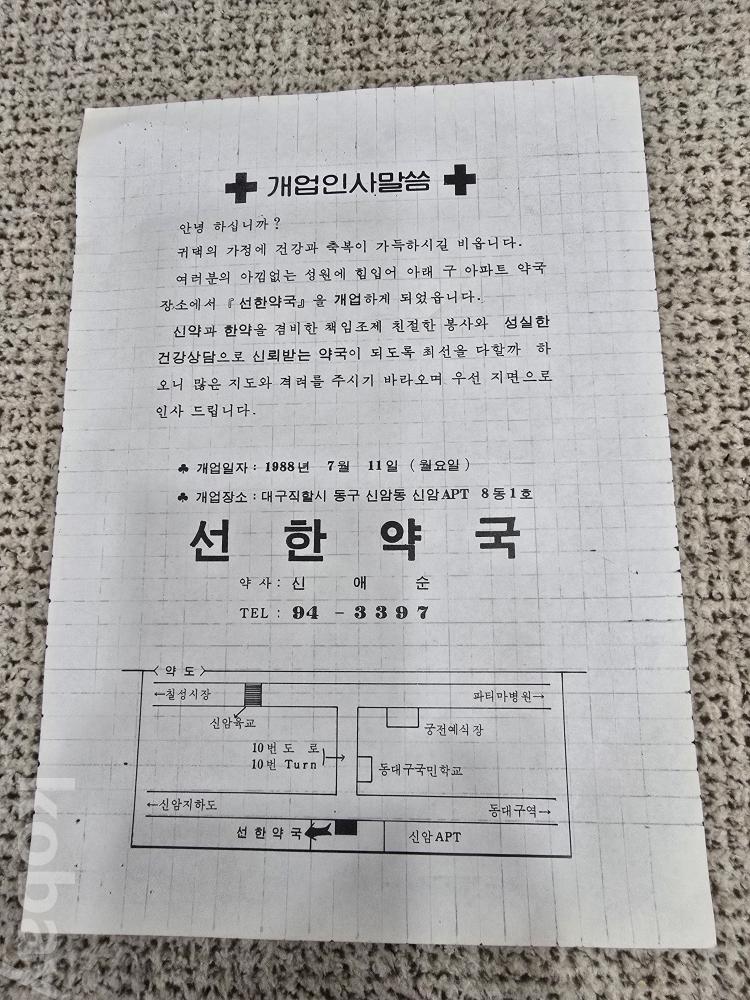 ✚ 개업인사말씀 ✚
안녕 하십니까?
귀택의 가정에 건강과 축복이 가득하시길 비옵니다.
여러분의 아낌없는 성원에 힘입어 아래 구 아파트 약국
장소에서 『선한약국』을 개업하게 되었읍니다.
신약과 한약을 겸비한 책임조제 친절한 봉사와 성실한
건강상담으로 신뢰받는 약국이 되도록 최선을 다할까 하
오니 많은 지도와 격려를 주시기 바라오며 우선 지면으로
인사 드립니다.
♣ 개업일자 : 1988년 7월 11일 (월요일)
♣ 개업장소 : 대구직할시 동구 신암동 신암APT 8동1호
선 한 약 국
약사 : 신 애 순
TEL : 94 - 3397
<약 도>
←칠성시장 파티마병원→
신암육교 궁전예식장
10번 도 로
10번 Turn → 동대구국민학교
←신암지하도 동대구역→
선한약국 신암APT
kobay